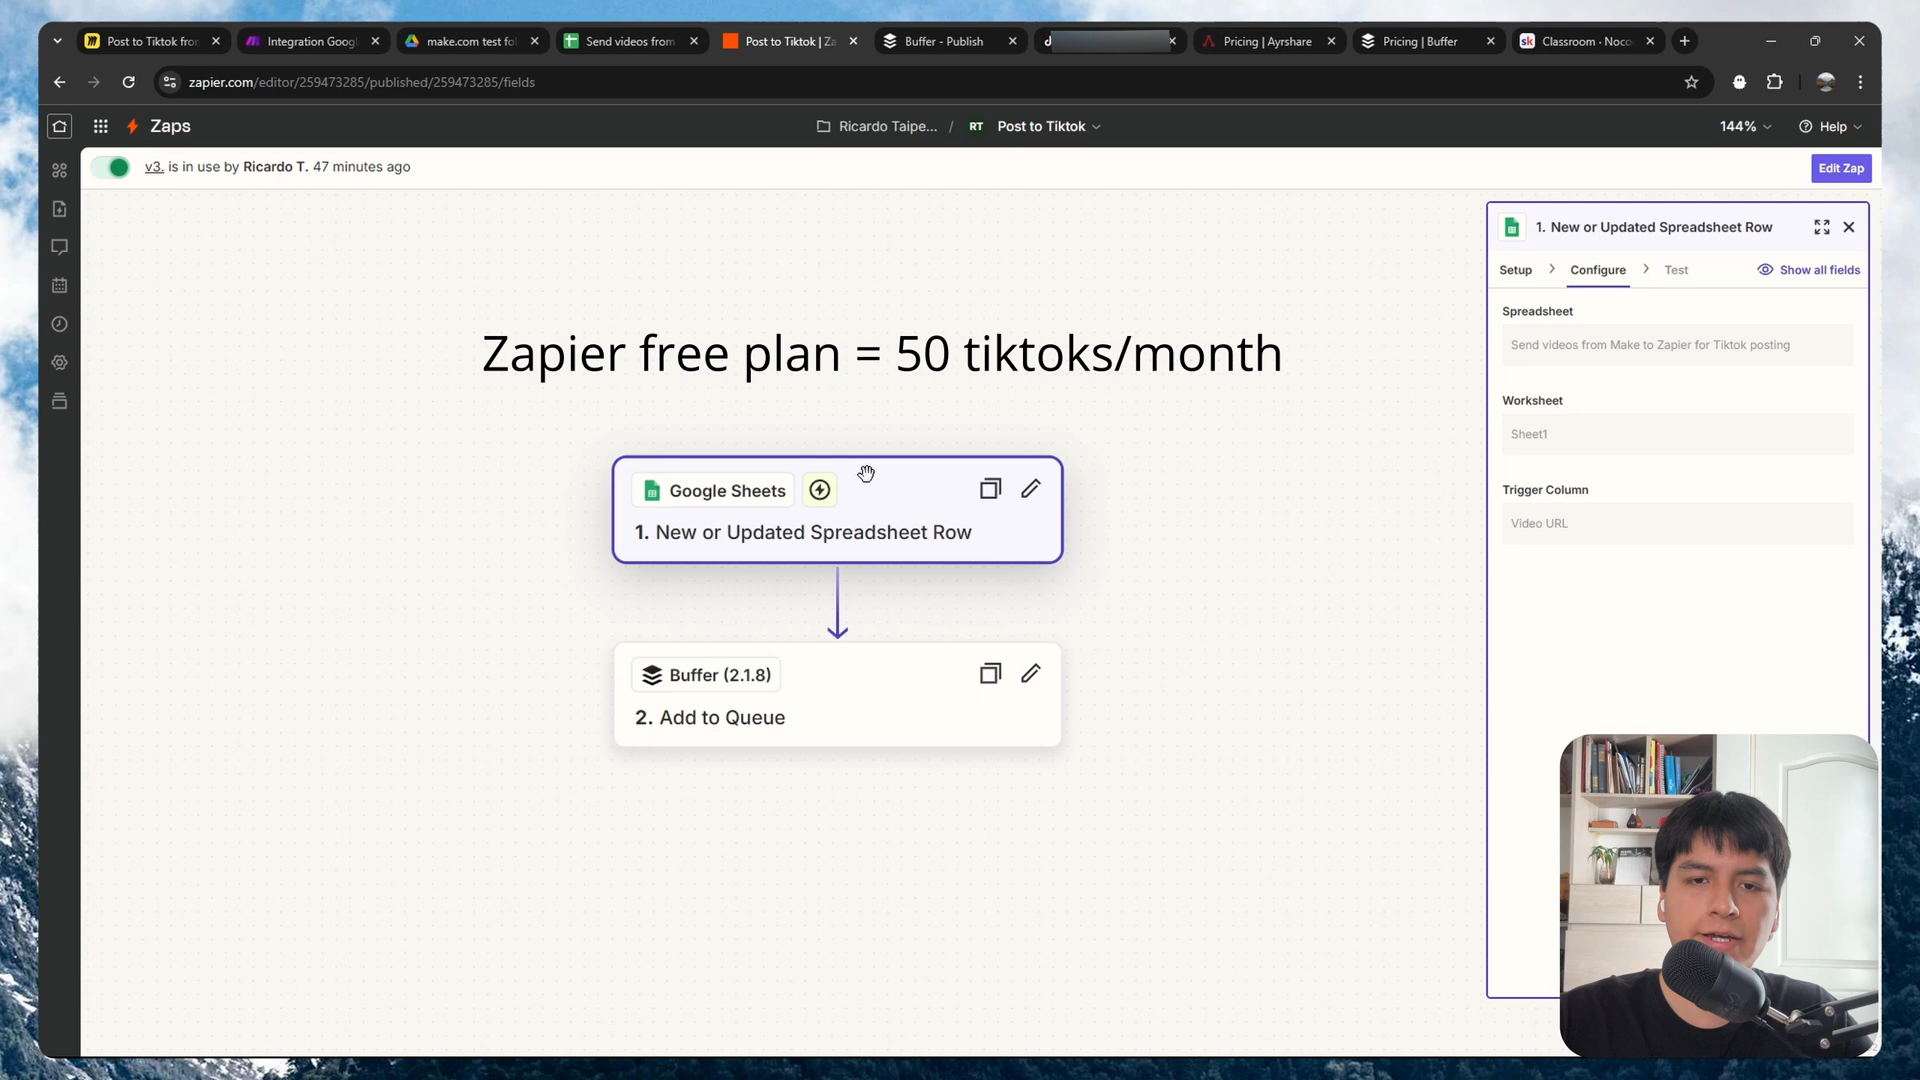 Post to Tiktok fron
Integration Googl
make.com test fol
Send videos from
Post to Tiktok | Za
Buffer - Publish
Pricing | Ayrshare
Pricing | Buffer
Classroom · Noco
zapier.com/editor/259473285/published/259473285/fields
Zaps
Ricardo Taipe... / RT Post to Tiktok
144%
Help
v3. is in use by Ricardo T. 47 minutes ago
Edit Zap
Zapier free plan = 50 tiktoks/month
Google Sheets
1. New or Updated Spreadsheet Row
Buffer (2.1.8)
2. Add to Queue
1. New or Updated Spreadsheet Row
Setup
Configure
Test
Show all fields
Spreadsheet
Send videos from Make to Zapier for Tiktok posting
Worksheet
Sheet1
Trigger Column
Video URL